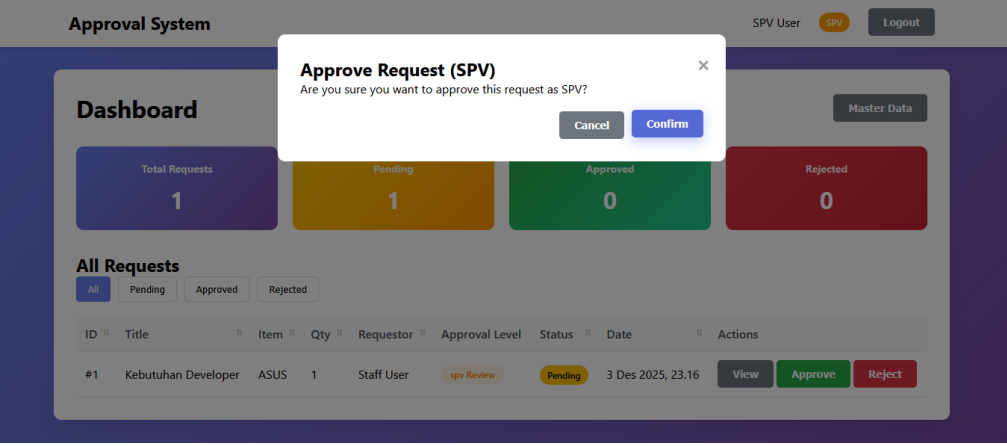 Approval System
SPV User
SPV
Logout
Approve Request (SPV)
×
Are you sure you want to approve this request as SPV?
Cancel
Confirm
Dashboard
Master Data
Total Requests
1
Pending
1
Approved
0
Rejected
0
All Requests
All Pending Approved Rejected
ID Title Item Qty Requestor Approval Level Status Date Actions
#1 Kebutuhan Developer ASUS 1 Staff User spv Review Pending 3 Des 2025, 23.16 View Approve Reject